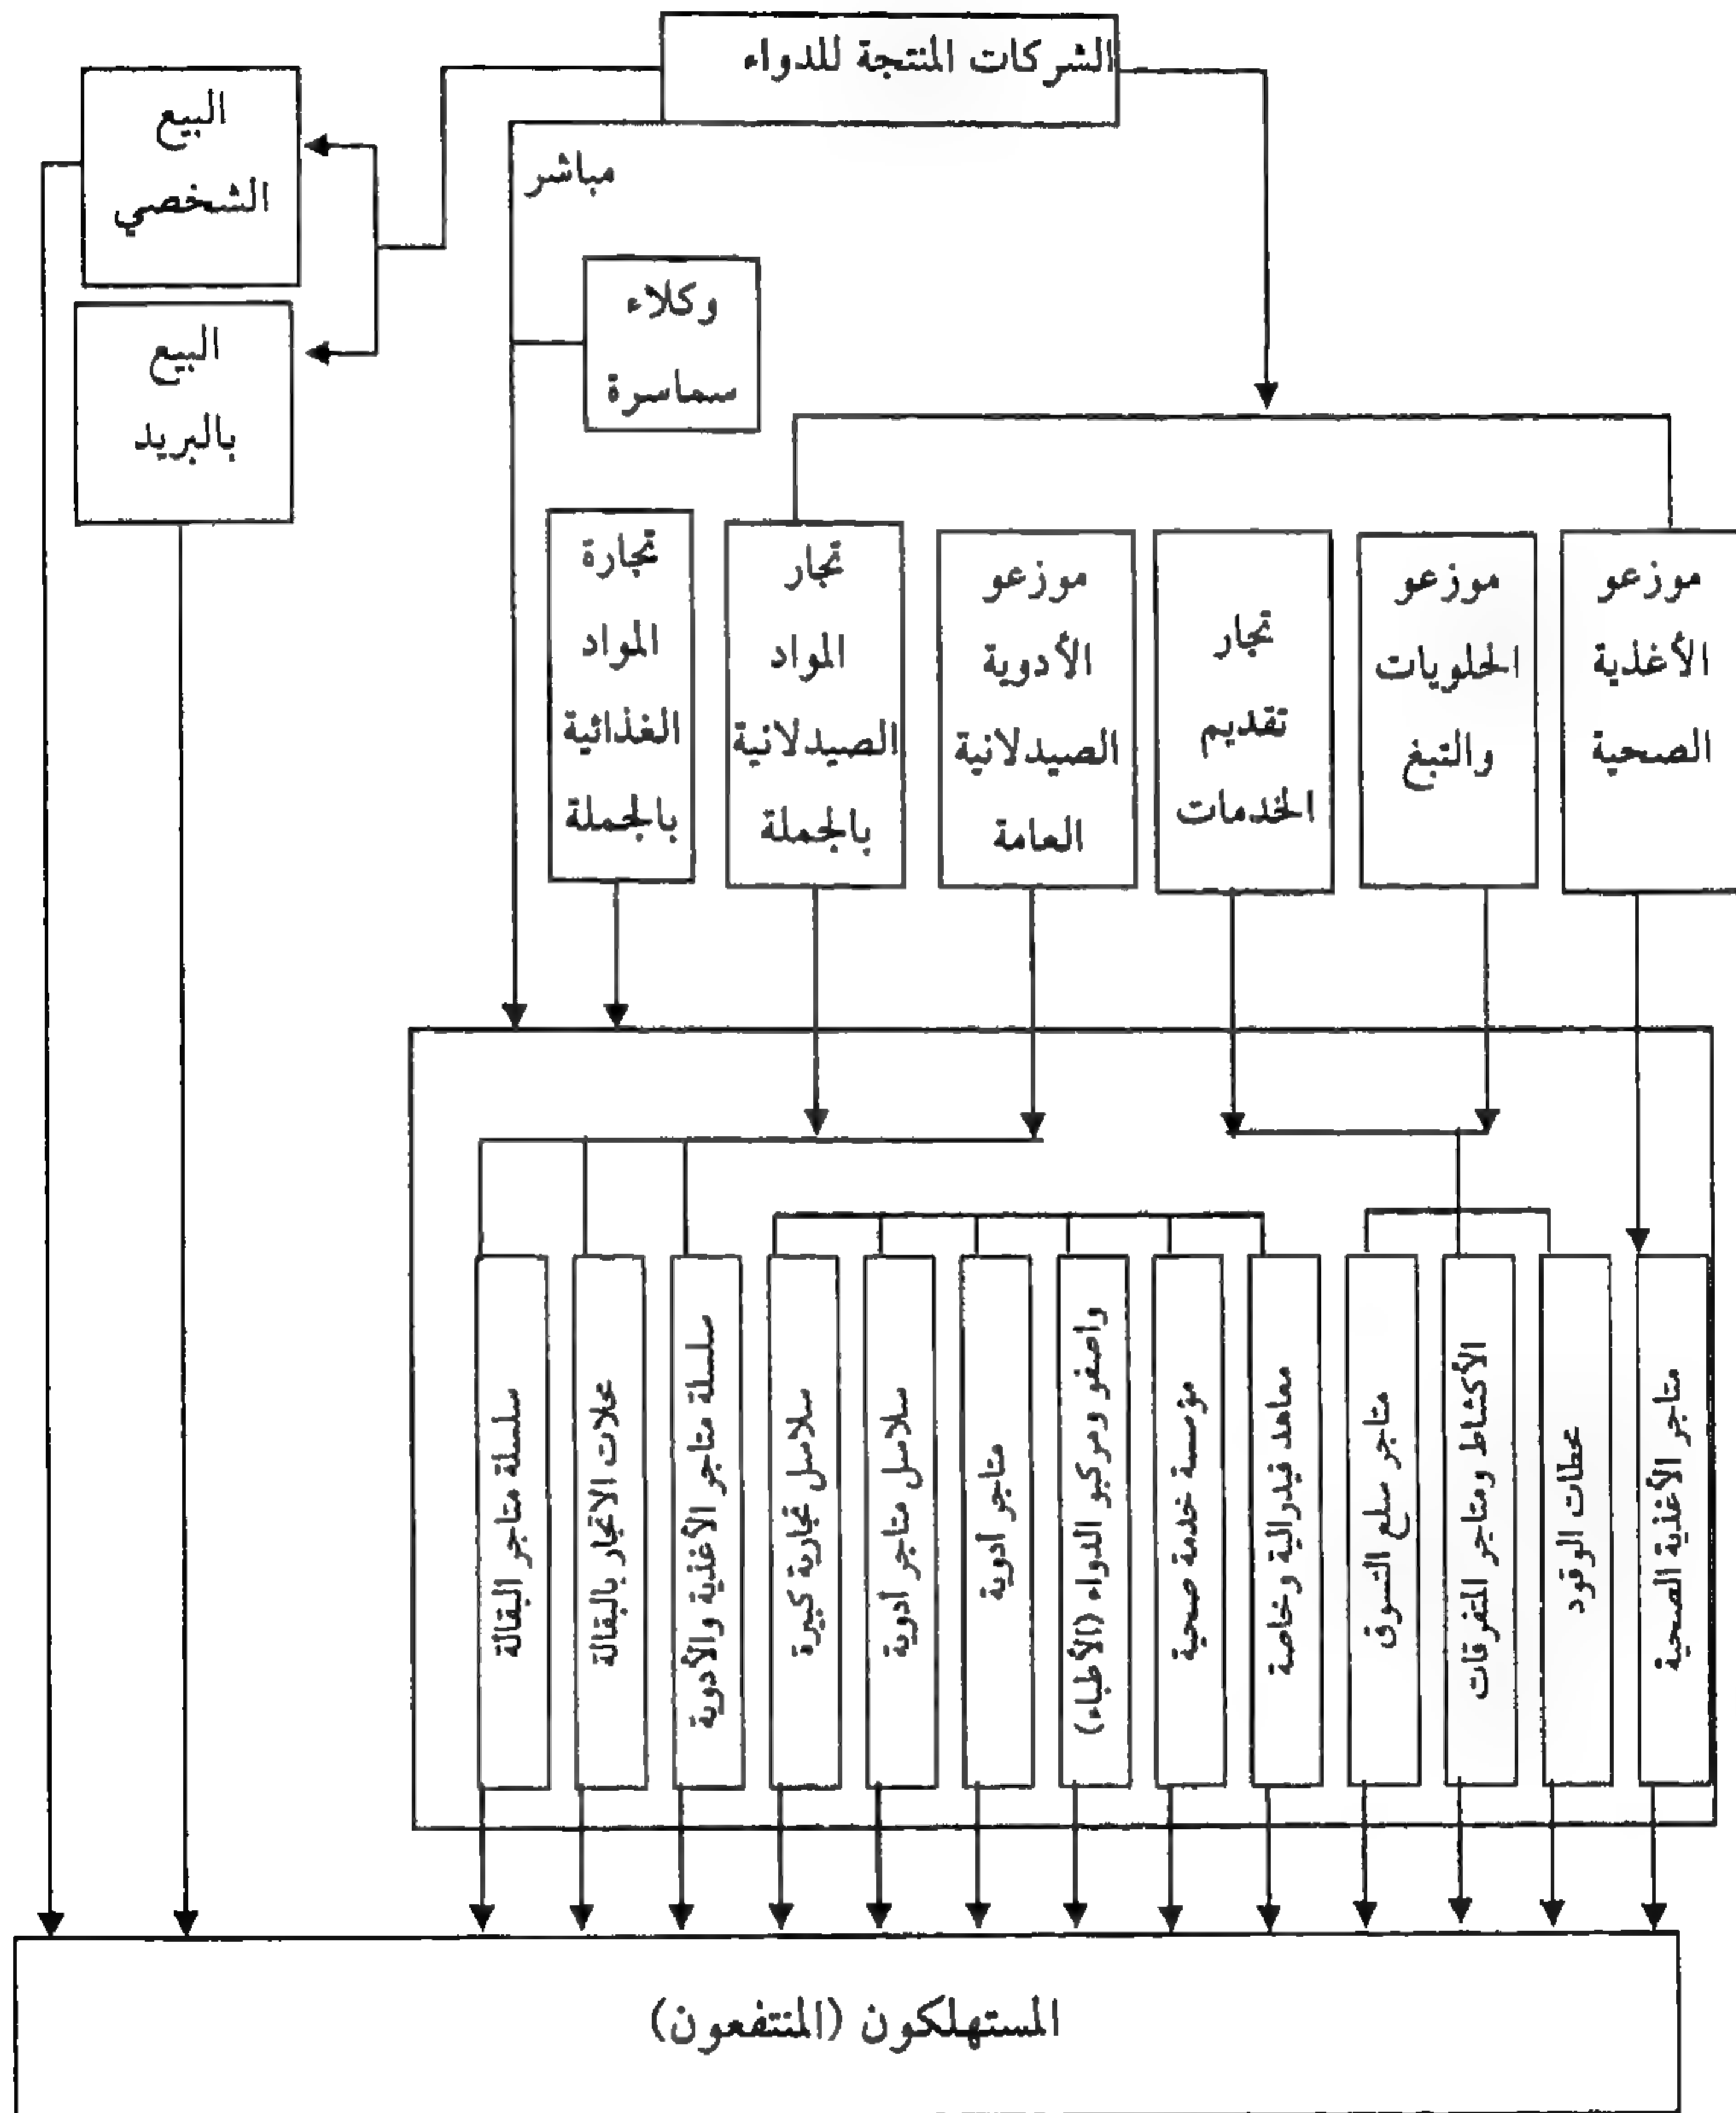 الشركات المنتجة للدواء
البيع
الشخصي
مباشر
وكلاء
سماسرة
البيع
بالبريد
موزعو
الأغذية
الصحية
موزعو
الحلويات
والتبغ
تجار
تقديم
الخدمات
موزعو
الأدوية
الصيدلانية
العامة
تجار
المواد
الصيدلانية
بالجملة
تجارة
المواد
الغذائية
بالجملة
متاجر الأغذية الصحية
محطات الوقود
الأكشاط ومتاجر المتفرقات
متاجر سلع التسوق
معاهد فيدرالية وخاصة
مؤسسة خدمة صحية
واصفو ومركبو الدواء (الأطباء)
متاجر أدوية
سلاسل متاجر أدوية
سلاسل تجارية كبيرة
سلسلة متاجر الأغذية والأدوية
محلات الاتجار بالبقالة
سلسلة متاجر البقالة
المستهلكون (المنتفعون)